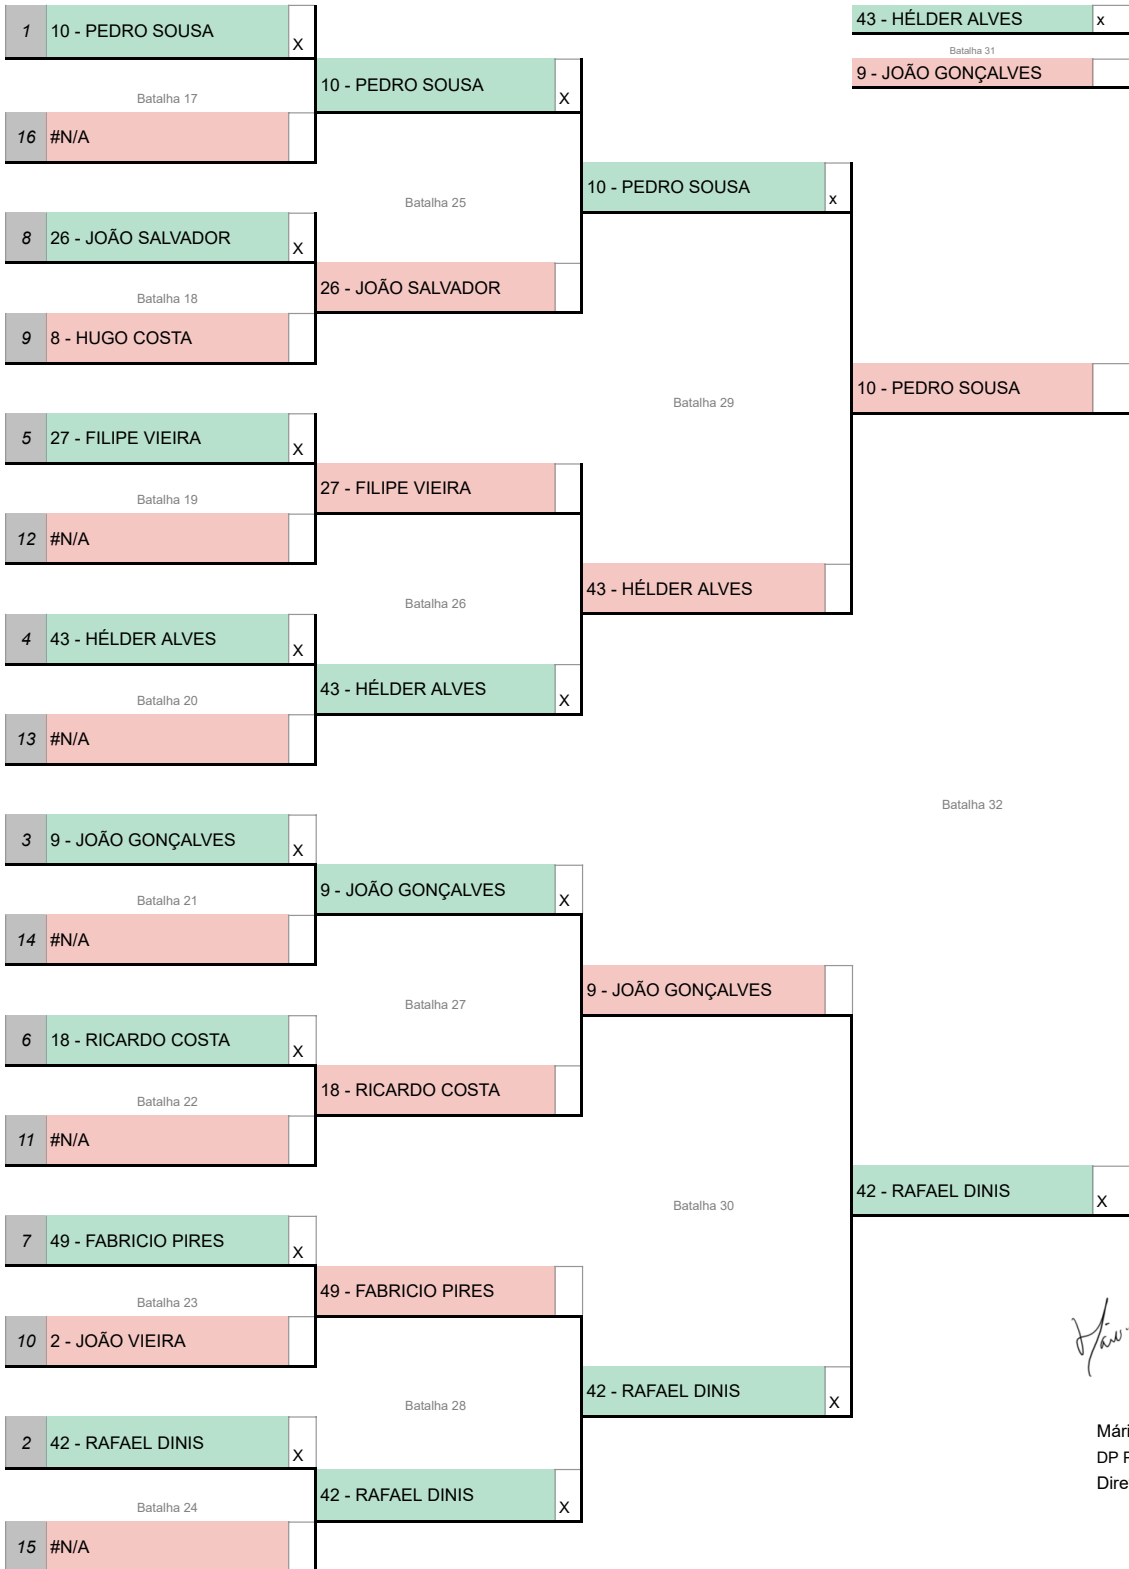 1 10 - PEDRO SOUSA X
Batalha 17
16 #N/A
8 26 - JOÃO SALVADOR X
Batalha 18
9 8 - HUGO COSTA
5 27 - FILIPE VIEIRA X
Batalha 19
12 #N/A
4 43 - HÉLDER ALVES X
Batalha 20
13 #N/A
3 9 - JOÃO GONÇALVES X
Batalha 21
14 #N/A
6 18 - RICARDO COSTA X
Batalha 22
11 #N/A
7 49 - FABRICIO PIRES X
Batalha 23
10 2 - JOÃO VIEIRA
2 42 - RAFAEL DINIS X
Batalha 24
15 #N/A
10 - PEDRO SOUSA X
Batalha 25
26 - JOÃO SALVADOR
27 - FILIPE VIEIRA
Batalha 26
43 - HÉLDER ALVES X
9 - JOÃO GONÇALVES X
Batalha 27
18 - RICARDO COSTA
49 - FABRICIO PIRES
Batalha 28
42 - RAFAEL DINIS X
10 - PEDRO SOUSA x
Batalha 29
43 - HÉLDER ALVES
9 - JOÃO GONÇALVES
Batalha 30
42 - RAFAEL DINIS X
43 - HÉLDER ALVES x
Batalha 31
9 - JOÃO GONÇALVES
10 - PEDRO SOUSA
Batalha 32
42 - RAFAEL DINIS X
Mári
DP
Dire